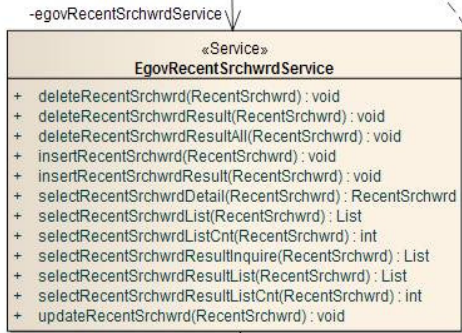 -egovRecentSrchwrdService
«Service»
EgovRecentSrchwrdService
+ deleteRecentSrchwrd(RecentSrchwrd) : void
+ deleteRecentSrchwrdResult(RecentSrchwrd) : void
+ deleteRecentSrchwrdResultAll(RecentSrchwrd) : void
+ insertRecentSrchwrd(RecentSrchwrd) : void
+ insertRecentSrchwrdResult(RecentSrchwrd) : void
+ selectRecentSrchwrdDetail(RecentSrchwrd) : RecentSrchwrd
+ selectRecentSrchwrdList(RecentSrchwrd) : List
+ selectRecentSrchwrdListCnt(RecentSrchwrd) : int
+ selectRecentSrchwrdResultInquire(RecentSrchwrd) : List
+ selectRecentSrchwrdResultList(RecentSrchwrd) : List
+ selectRecentSrchwrdResultListCnt(RecentSrchwrd) : int
+ updateRecentSrchwrd(RecentSrchwrd) : void